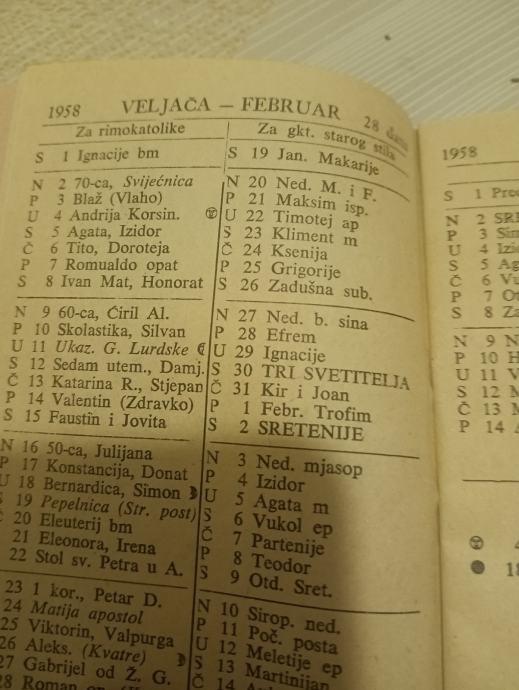 1958 VELJAČA — FEBRUAR 28 dana
Za rimokatolike
S 1 Ignacije bm
N 2 70-ca, Svijećnica
P 3 Blaž (Vlaho)
U 4 Andrija Korsin.
S 5 Agata, Izidor
Č 6 Tito, Doroteja
P 7 Romualdo opat
S 8 Ivan Mat, Honorat
N 9 60-ca, Ćiril Al.
P 10 Skolastika, Silvan
U 11 Ukaz. G. Lurdske
S 12 Sedam utem., Damj.
Č 13 Katarina R., Stjepan
P 14 Valentin (Zdravko)
S 15 Faustin i Jovita
N 16 50-ca, Julijana
P 17 Konstancija, Donat
U 18 Bernardica, Simon
S 19 Pepelnica (Str. post)
20 Eleuterij bm
21 Eleonora, Irena
22 Stol sv. Petra u A.
23 1 kor., Petar D.
24 Matija apostol
25 Viktorin, Valpurga
26 Aleks. (Kvatre)
27 Gabrijel od Ž. G.
28 Roman
Za gkt. starog stila
S 19 Jan. Makarije
N 20 Ned. M. i F.
P 21 Maksim isp.
U 22 Timotej ap
S 23 Kliment m
Č 24 Ksenija
P 25 Grigorije
S 26 Zadušna sub.
N 27 Ned. b. sina
P 28 Efrem
U 29 Ignacije
S 30 TRI SVETITELJA
Č 31 Kir i Joan
P 1 Febr. Trofim
S 2 SRETENIJE
N 3 Ned. mjasop
P 4 Izidor
U 5 Agata m
S 6 Vukol ep
Č 7 Partenije
P 8 Teodor
S 9 Otd. Sret.
N 10 Sirop. ned.
P 11 Poč. posta
U 12 Meletije ep
S 13 Martinijan
Č 14
1958
S 1
N 2
P 3
U 4
S 5
Č 6
P 7
S 8
N 9
P 10
U 11
S 12
Č 13
P 14